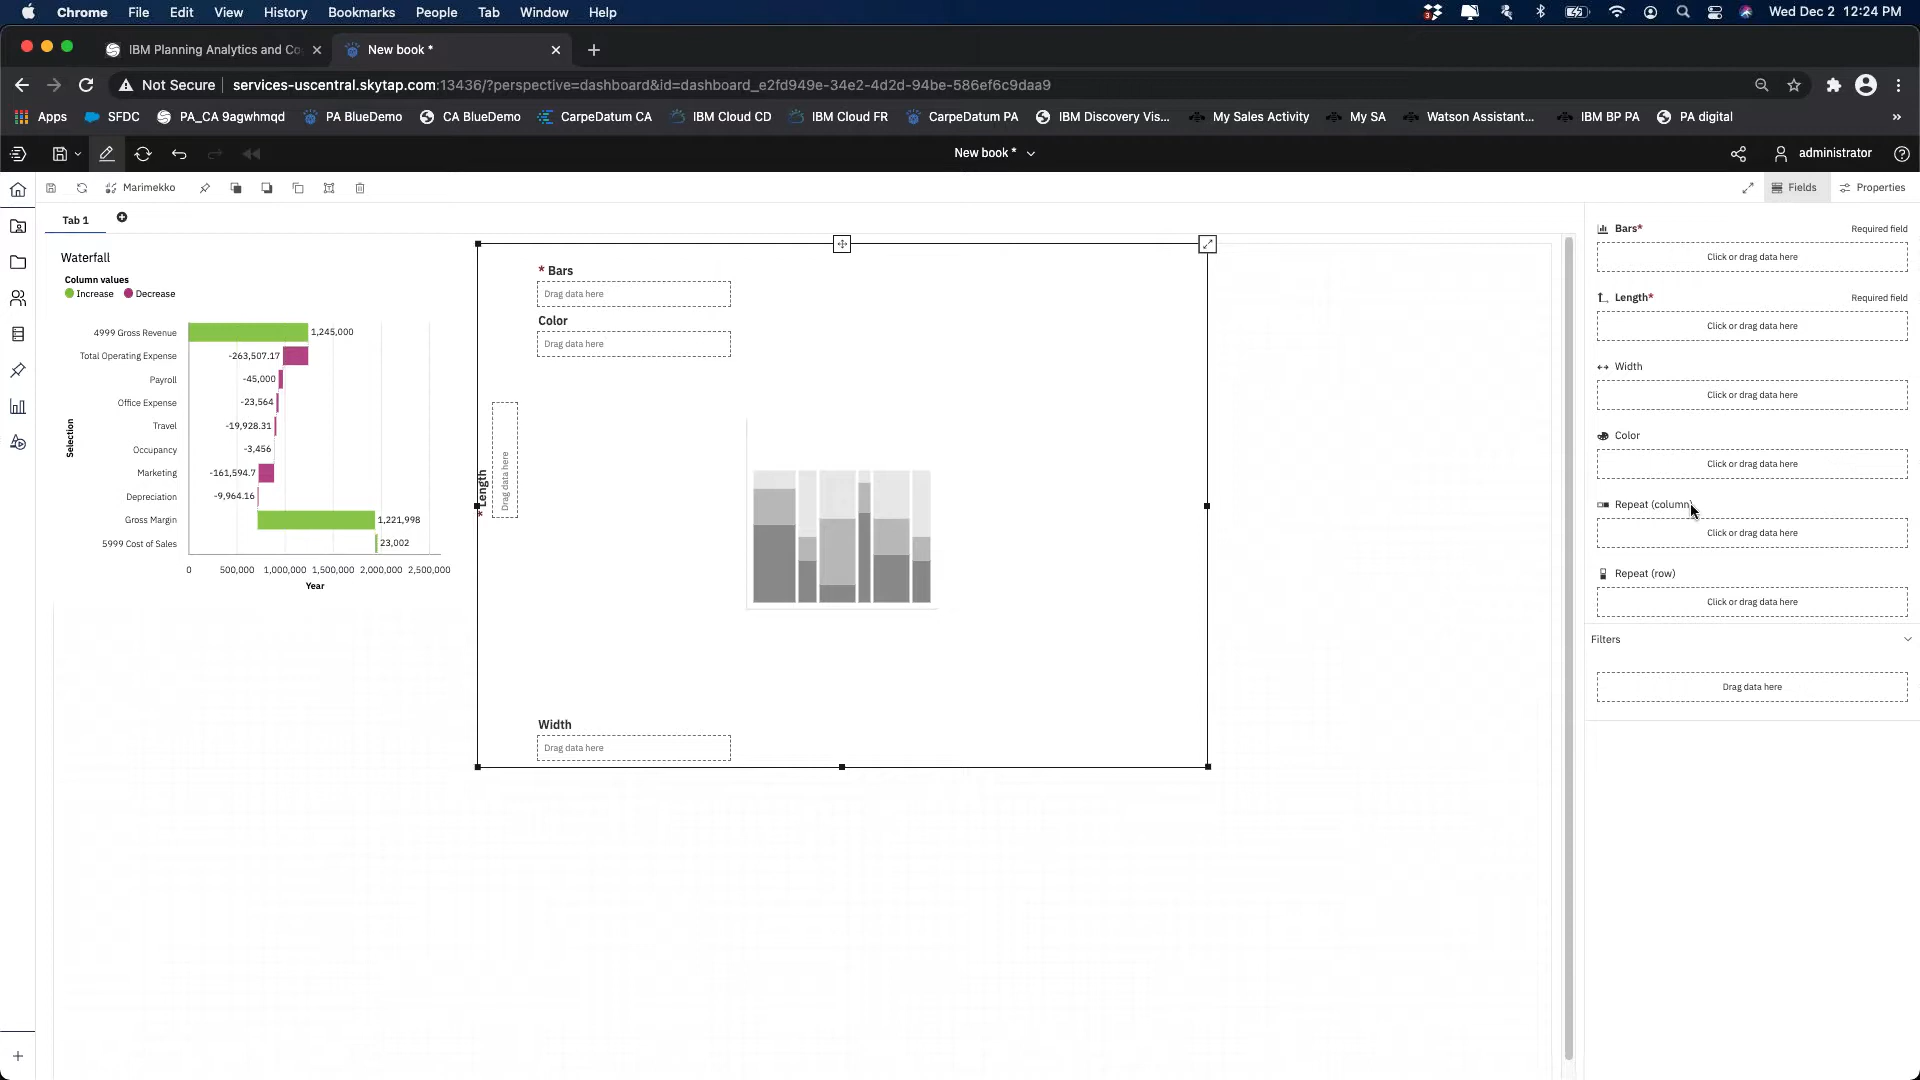 Chrome File Edit View History Bookmarks People Tab Window Help
3
Wed Dec 2 12:24 PM
IBM Planning Analytics and Co
New book *
Not Secure
services-uscentral.skytap.com:13436/?perspective=dashboard&id=dashboard_e2fd949e-34e2-4d2d-94be-586ef6c9daa9
Apps SFDC PA_CA 9agwhmqd PA BlueDemo CA BlueDemo CarpeDatum CA IBM Cloud CD IBM Cloud FR CarpeDatum PA IBM Discovery Vis... My Sales Activity My SA Watson Assistant... IBM BP PA PA digital »
New book *
administrator
Marimekko
Fields
Properties
Tab 1
Waterfall
Column values
Increase Decrease
4999 Gross Revenue 1,245,000
Total Operating Expense -263,507.17
Payroll -45,000
Office Expense -23,564
Travel -19,928.31
Occupancy -3,456
Marketing -161,594.7
Depreciation -9,964.16
Gross Margin 1,221,998
5999 Cost of Sales 23,002
Selection
0 500,000 1,000,000 1,500,000 2,000,000 2,500,000
Year
* Bars
Drag data here
Color
Drag data here
* Length
Drag data here
Width
Drag data here
Bars* Required field
Click or drag data here
Length* Required field
Click or drag data here
Width
Click or drag data here
Color
Click or drag data here
Repeat (column)
Click or drag data here
Repeat (row)
Click or drag data here
Filters
Drag data here